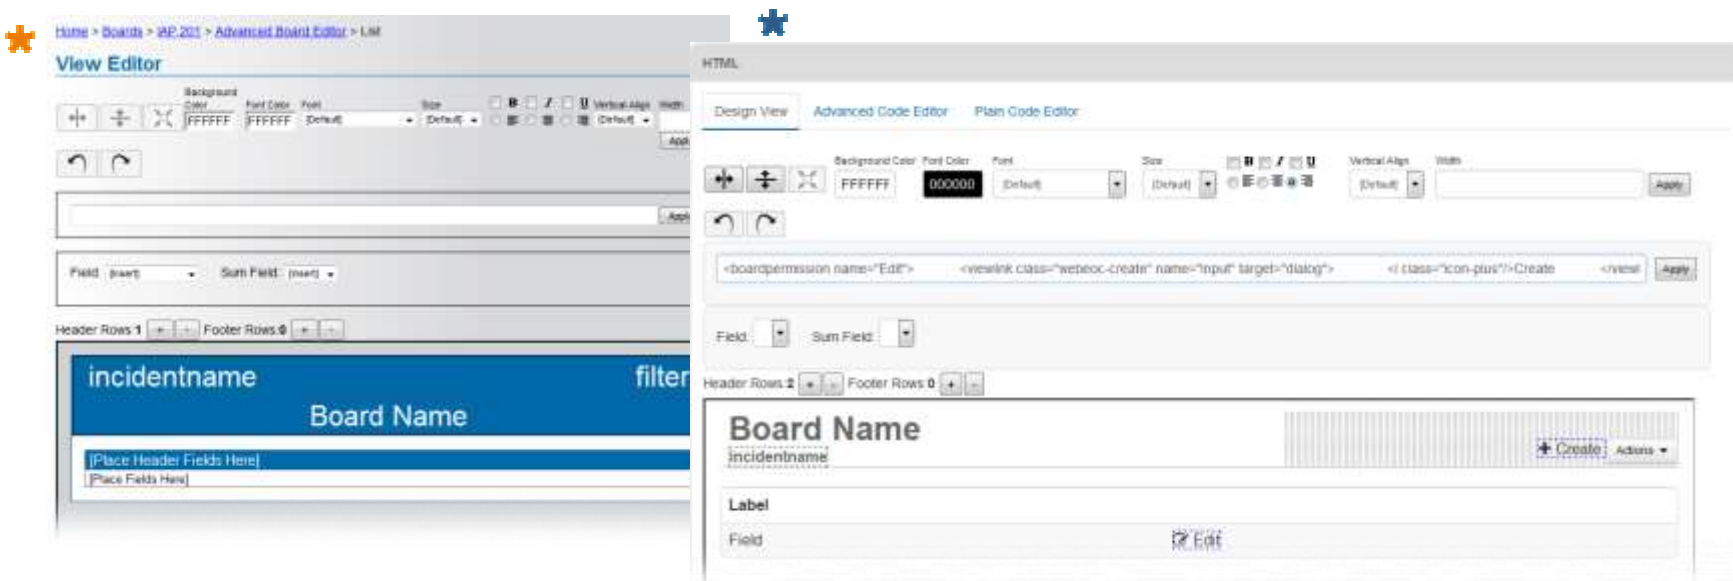 Home > Boards > IAP 201 > Advanced Board Editor > List
View Editor
Background
Color Font Color Font Size B I U Vertical Align Width
FFFFFF FFFFFF [Default] [Default] [Default]
Appl
Appl
Field [Insert] Sum Field [Insert]
Header Rows 1 + - Footer Rows 0 + -
incidentname filter
Board Name
[Place Header Fields Here]
[Place Fields Here]
HTML
Design View Advanced Code Editor Plain Code Editor
Background Color Font Color Font Size B I U Vertical Align Width
FFFFFF 000000 [Default] [Default] [Default] Apply
<boardpermission name="Edit"> <viewlink class="webeoc-create" name="Input" target="dialog"> <i class="icon-plus"/>Create </viewl Apply
Field Sum Field
Header Rows 2 + - Footer Rows 0 + -
Board Name
incidentname
+ Create Actions
Label
Field Edit